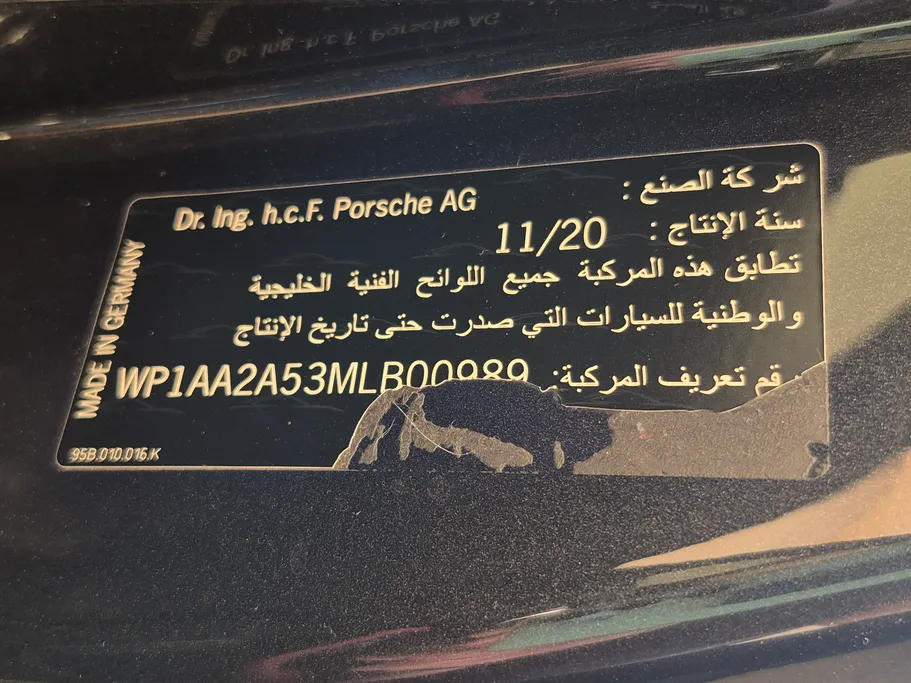 شركة الصنع : Dr. Ing. h.c.F. Porsche AG
سنة الإنتاج : 11/20
تطابق هذه المركبة جميع اللوائح الفنية الخليجية
والوطنية للسيارات التي صدرت حتى تاريخ الإنتاج
رقم تعريف المركبة: WP1AA2A53MLB00989
MADE IN GERMANY
95B.010.016.K